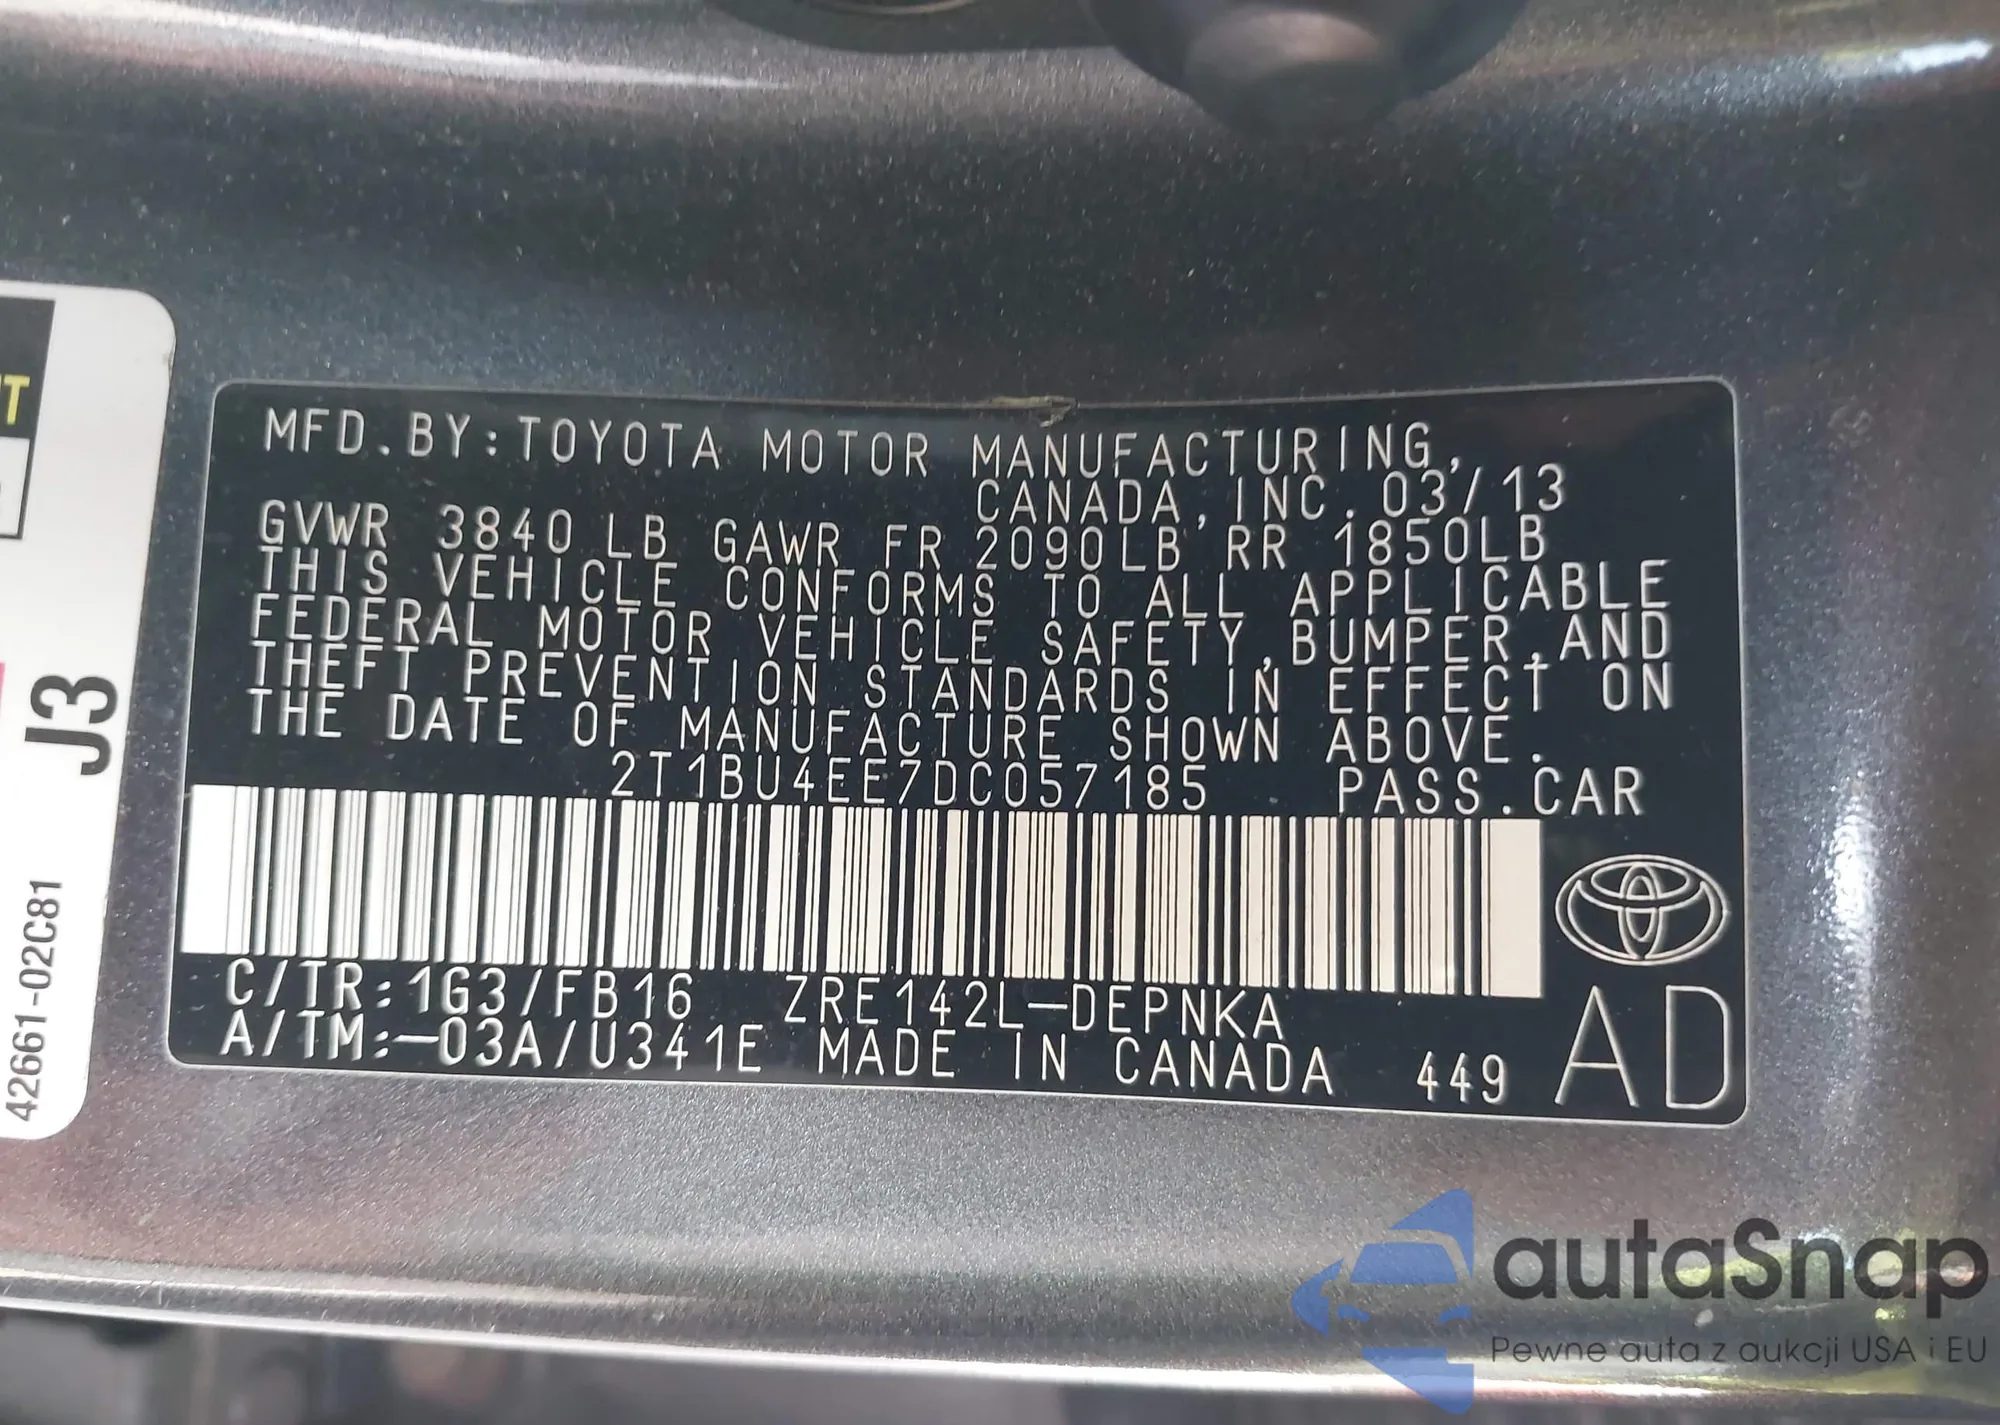 MFD.BY:TOYOTA MOTOR MANUFACTURING,
CANADA,INC.03/13
GVWR 3840 LB GAWR FR 2090LB RR 1850LB
THIS VEHICLE CONFORMS TO ALL APPLICABLE
FEDERAL MOTOR VEHICLE SAFETY,BUMPER,AND
THEFT PREVENTION STANDARDS IN EFFECT ON
THE DATE OF MANUFACTURE SHOWN ABOVE.
2T1BU4EE7DC057185 PASS.CAR
C/TR:1G3/FB16 ZRE142L-DEPNKA
A/TM:-03A/U341E MADE IN CANADA 449 AD
J3
42661-02C81
autaSnap
Pewne auta z aukcji USA i EU